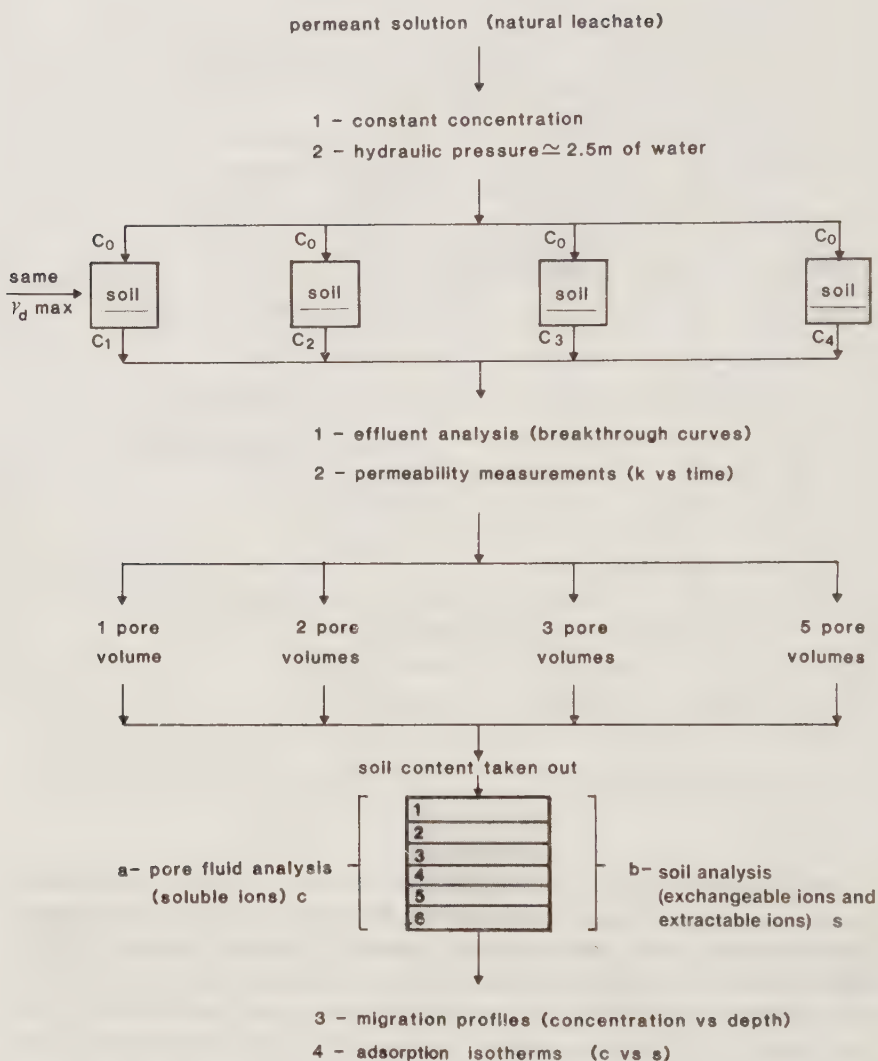 permeant solution (natural leachate)
1 - constant concentration
2 - hydraulic pressure ≃ 2.5m of water
C0 C0 C0 C0
same
γd max
soil soil soil soil
C1 C2 C3 C4
1 - effluent analysis (breakthrough curves)
2 - permeability measurements (k vs time)
1 pore 2 pore 3 pore 5 pore
volume volumes volumes volumes
soil content taken out
1
2
3
4
5
6
a- pore fluid analysis
(soluble ions) c
b- soil analysis
(exchangeable ions and
extractable ions) s
3 - migration profiles (concentration vs depth)
4 - adsorption isotherms (c vs s)